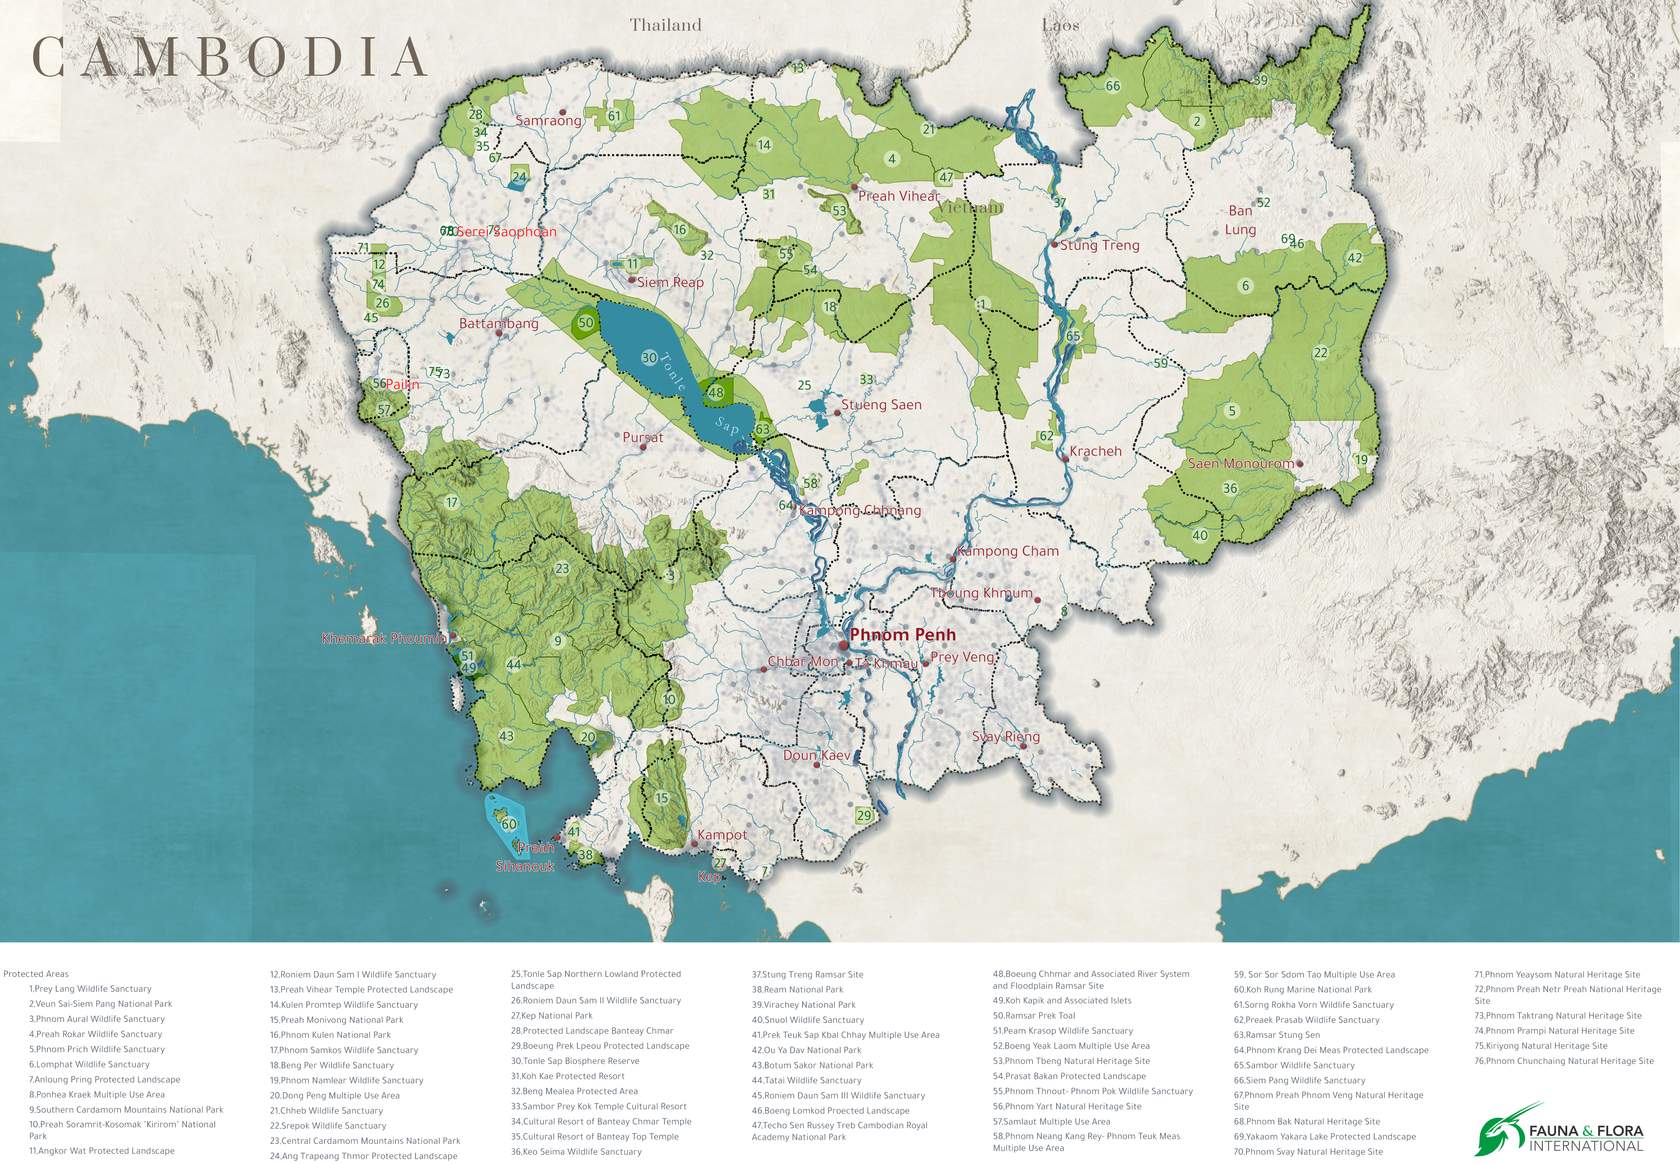 CAMBODIA
Thailand
Laos
13
39
66
28
Samraong
61
2
34
21
35
14
67
4
24
47
31
Preah Vihear
37
52
53
Vietnam
Ban
Lung
16
Serei Saophoan
69
46
71
Stung Treng
32
55
42
12
11
54
74
Siem Reap
6
26
1
18
45
50
Battambang
65
22
30
Tonle
59
75
73
56
Pailin
25
33
48
57
Stueng Saen
5
Sap
63
Pursat
62
Kracheh
19
Saen Monourom
58
36
17
64
Kampong Chhnang
40
Kampong Cham
23
3
Tboung Khmum
8
Khemarak Phoumin
Phnom Penh
9
51
49
44
Chbar Mon
Ta Khmau
Prey Veng
10
43
20
Svay Rieng
Doun Kaev
15
29
60
41
Kampot
Preah
Sihanouk
38
27
7
Kep
Protected Areas
1.Prey Lang Wildlife Sanctuary
2.Veun Sai-Siem Pang National Park
3.Phnom Aural Wildlife Sanctuary
4.Preah Rokar Wildlife Sanctuary
5.Phnom Prich Wildlife Sanctuary
6.Lomphat Wildlife Sanctuary
7.Anloung Pring Protected Landscape
8.Ponhea Kraek Multiple Use Area
9.Southern Cardamom Mountains National Park
10.Preah Soramrit-Kosomak 'Kirirom' National
Park
11.Angkor Wat Protected Landscape
12.Roniem Daun Sam I Wildlife Sanctuary
13.Preah Vihear Temple Protected Landscape
14.Kulen Promtep Wildlife Sanctuary
15.Preah Monivong National Park
16.Phnom Kulen National Park
17.Phnom Samkos Wildlife Sanctuary
18.Beng Per Wildlife Sanctuary
19.Phnom Namlear Wildlife Sanctuary
20.Dong Peng Multiple Use Area
21.Chheb Wildlife Sanctuary
22.Srepok Wildlife Sanctuary
23.Central Cardamom Mountains National Park
24.Ang Trapeang Thmor Protected Landscape
25.Tonle Sap Northern Lowland Protected
Landscape
26.Roniem Daun Sam II Wildlife Sanctuary
27.Kep National Park
28.Protected Landscape Banteay Chmar
29.Boeung Prek Lpeou Protected Landscape
30.Tonle Sap Biosphere Reserve
31.Koh Kae Protected Resort
32.Beng Mealea Protected Area
33.Sambor Prey Kok Temple Cultural Resort
34.Cultural Resort of Banteay Chmar Temple
35.Cultural Resort of Banteay Top Temple
36.Keo Seima Wildlife Sanctuary
37.Stung Treng Ramsar Site
38.Ream National Park
39.Virachey National Park
40.Snuol Wildlife Sanctuary
41.Prek Teuk Sap Kbal Chhay Multiple Use Area
42.Ou Ya Dav National Park
43.Botum Sakor National Park
44.Tatai Wildlife Sanctuary
45.Roniem Daun Sam III Wildlife Sanctuary
46.Boeng Lomkod Proected Landscape
47.Techo Sen Russey Treb Cambodian Royal
Academy National Park
48.Boeung Chhmar and Associated River System
and Floodplain Ramsar Site
49.Koh Kapik and Associated Islets
50.Ramsar Prek Toal
51.Peam Krasop Wildlife Sanctuary
52.Boeng Yeak Laom Multiple Use Area
53.Phnom Tbeng Natural Heritage Site
54.Prasat Bakan Protected Landscape
55.Phnom Thnout- Phnom Pok Wildlife Sanctuary
56.Phnom Yart Natural Heritage Site
57.Samlaut Multiple Use Area
58.Phnom Neang Kang Rey- Phnom Teuk Meas
Multiple Use Area
59. Sor Sor Sdom Tao Multiple Use Area
60.Koh Rung Marine National Park
61.Sorng Rokha Vorn Wildlife Sanctuary
62.Preaek Prasab Wildlife Sanctuary
63.Ramsar Stung Sen
64.Phnom Krang Dei Meas Protected Landscape
65.Sambor Wildlife Sanctuary
66.Siem Pang Wildlife Sanctuary
67.Phnom Preah Phnom Veng Natural Heritage
Site
68.Phnom Bak Natural Heritage Site
69.Yakaom Yakara Lake Protected Landscape
70.Phnom Svay Natural Heritage Site
71.Phnom Yeaysom Natural Heritage Site
72.Phnom Preah Netr Preah National Heritage
Site
73.Phnom Taktrang Natural Heritage Site
74.Phnom Prampi Natural Heritage Site
75.Kiriyong Natural Heritage Site
76.Phnom Chunchaing Natural Heritage Site
FAUNA & FLORA
INTERNATIONAL